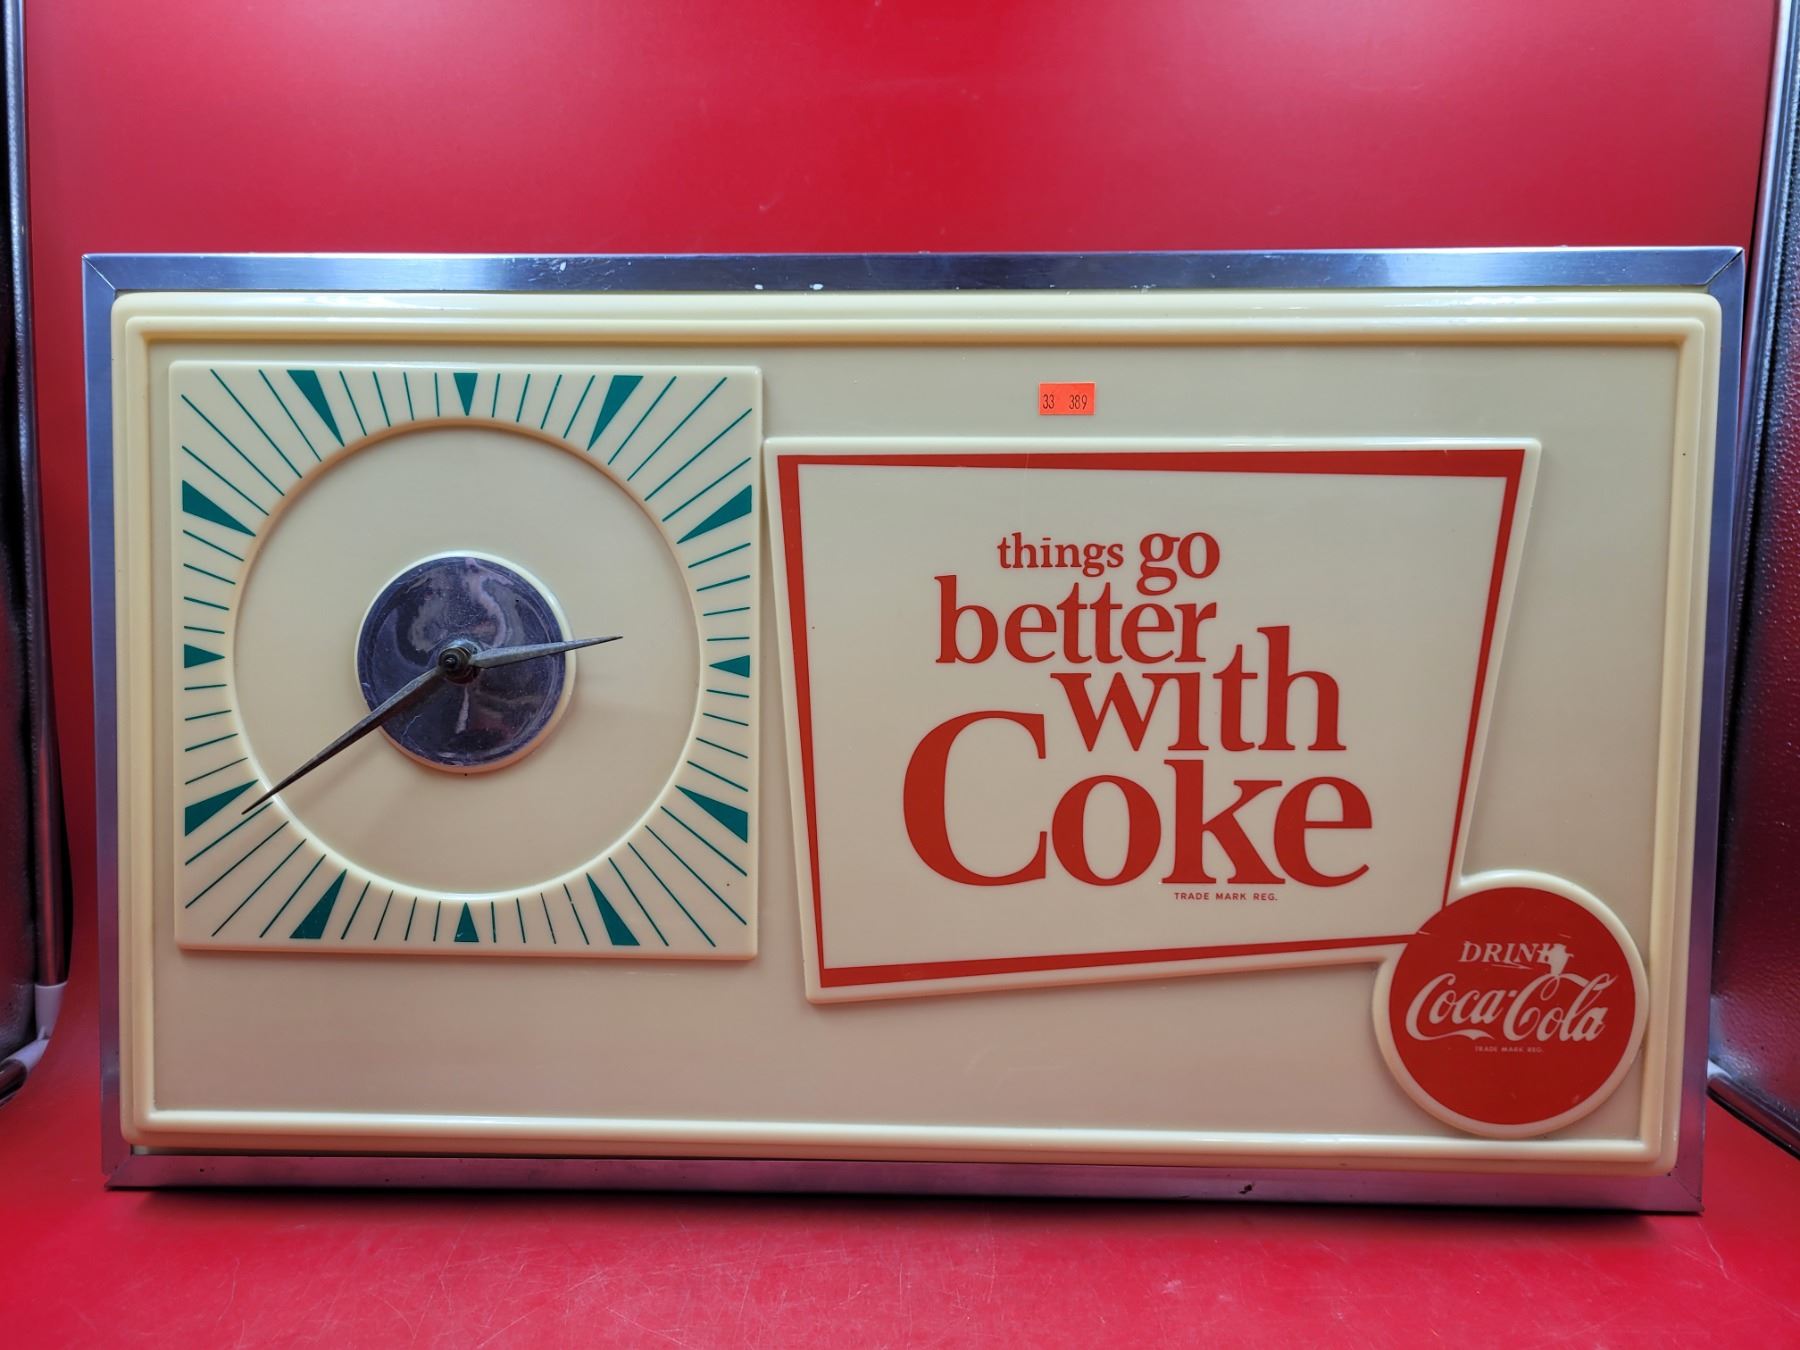 33 389
things go
better
with
Coke
TRADE MARK REG.
DRINK
Coca-Cola
TRADE MARK REG.